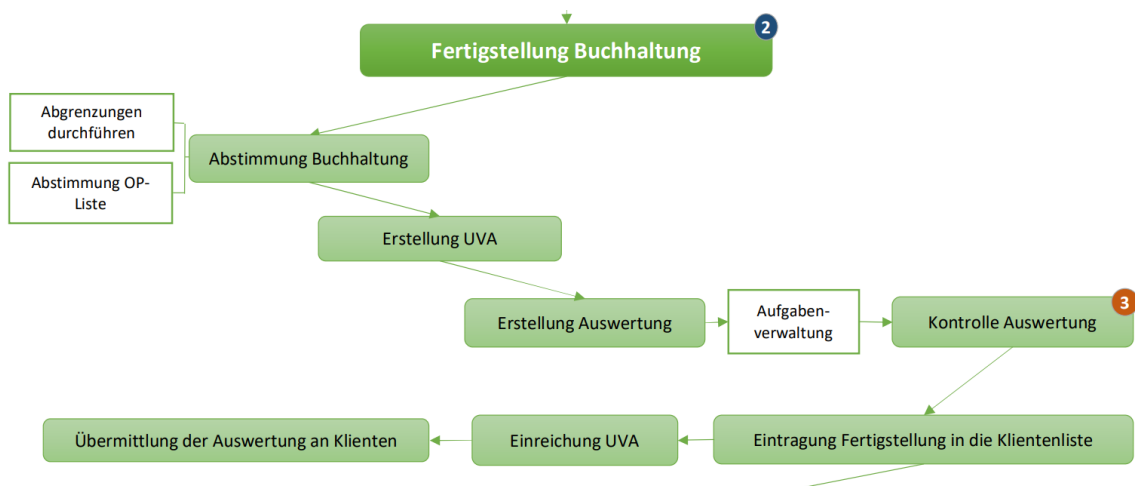 2
Fertigstellung Buchhaltung
Abgrenzungen
durchführen
Abstimmung Buchhaltung
Abstimmung OP-
Liste
Erstellung UVA
Erstellung Auswertung
Aufgaben-
verwaltung
3
Kontrolle Auswertung
Übermittlung der Auswertung an Klienten
Einreichung UVA
Eintragung Fertigstellung in die Klientenliste